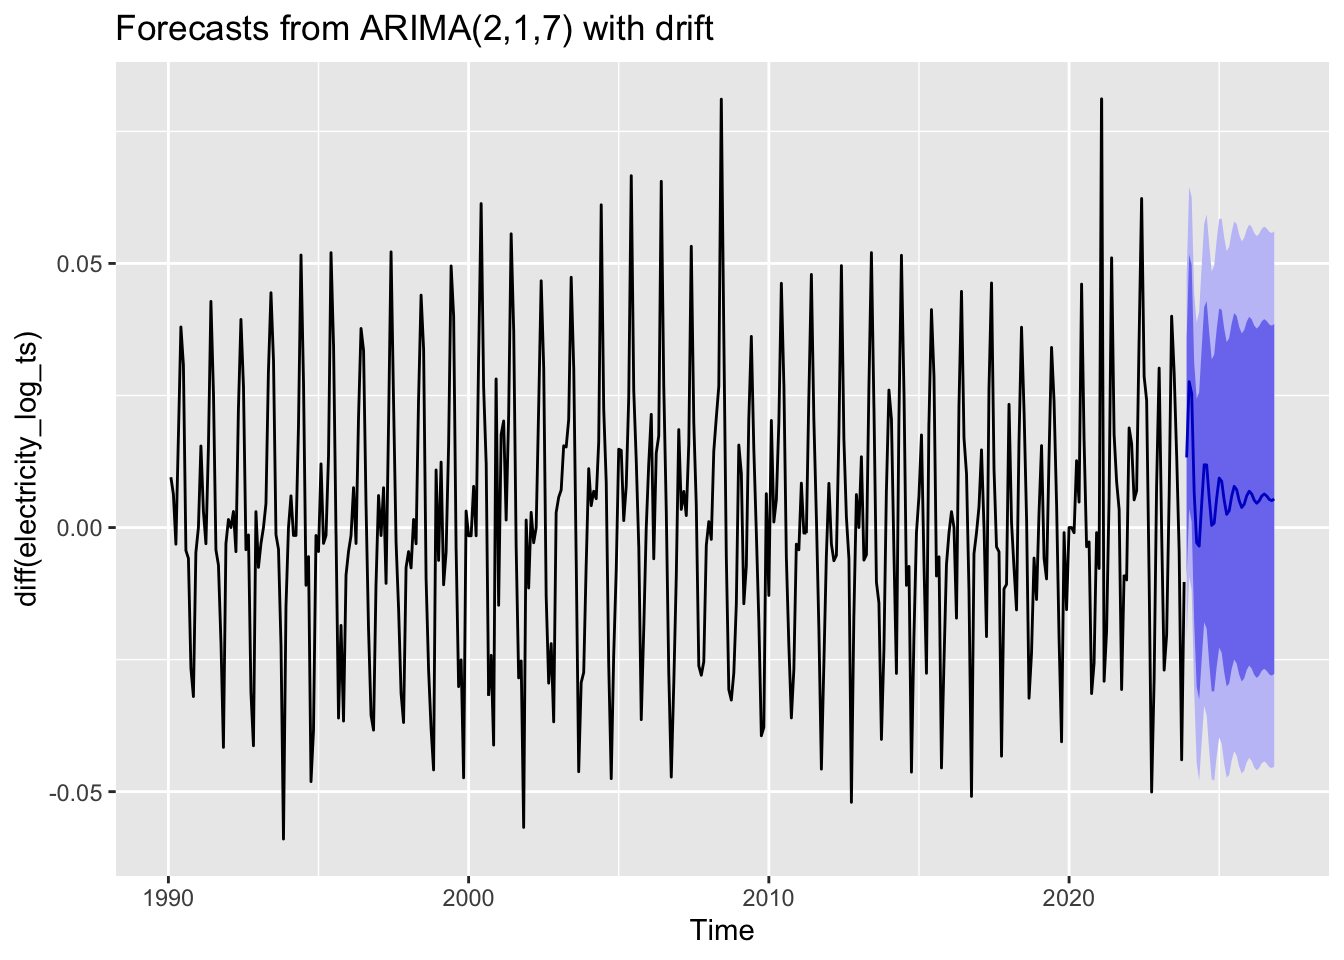 Forecasts from ARIMA(2,1,7) with drift
diff(electricity_log_ts)
0.05
0.00
-0.05
1990
2000
2010
2020
Time